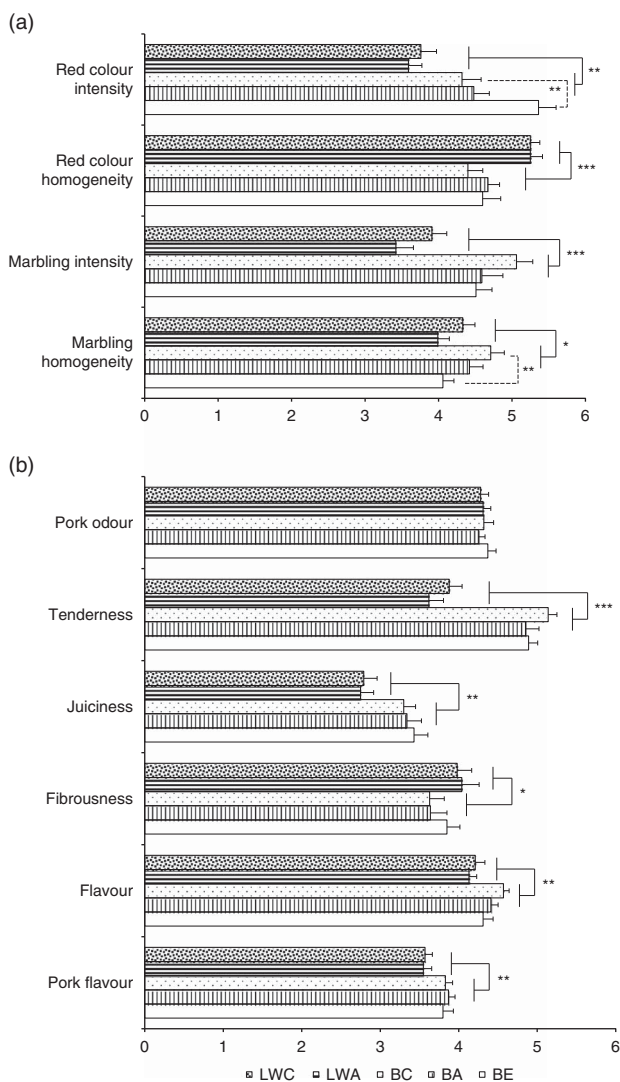 (a)
Red colour
intensity
**
**
Red colour
homogeneity
***
Marbling intensity
***
Marbling
homogeneity
*
**
0 1 2 3 4 5 6
(b)
Pork odour
Tenderness
***
Juiciness
**
Fibrousness
*
Flavour
**
Pork flavour
**
0 1 2 3 4 5 6
LWC LWA BC BA BE